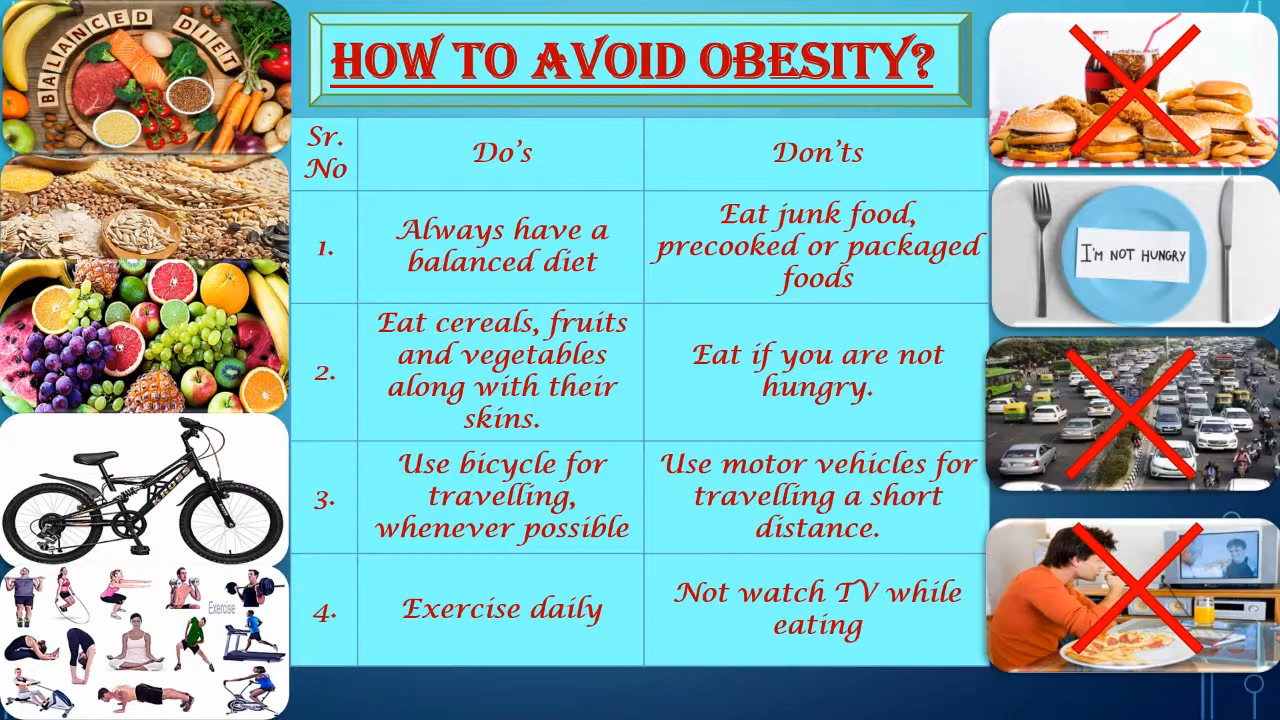 BALANCED DIET
HOW TO AVOID OBESITY?
Sr.
No
Do's
Don'ts
1.
Always have a
balanced diet
Eat junk food,
precooked or packaged
foods
2.
Eat cereals, fruits
and vegetables
along with their
skins.
Eat if you are not
hungry.
3.
Use bicycle for
travelling,
whenever possible
Use motor vehicles for
travelling a short
distance.
4.
Exercise daily
Not watch TV while
eating
I'M NOT HUNGRY
Exercise